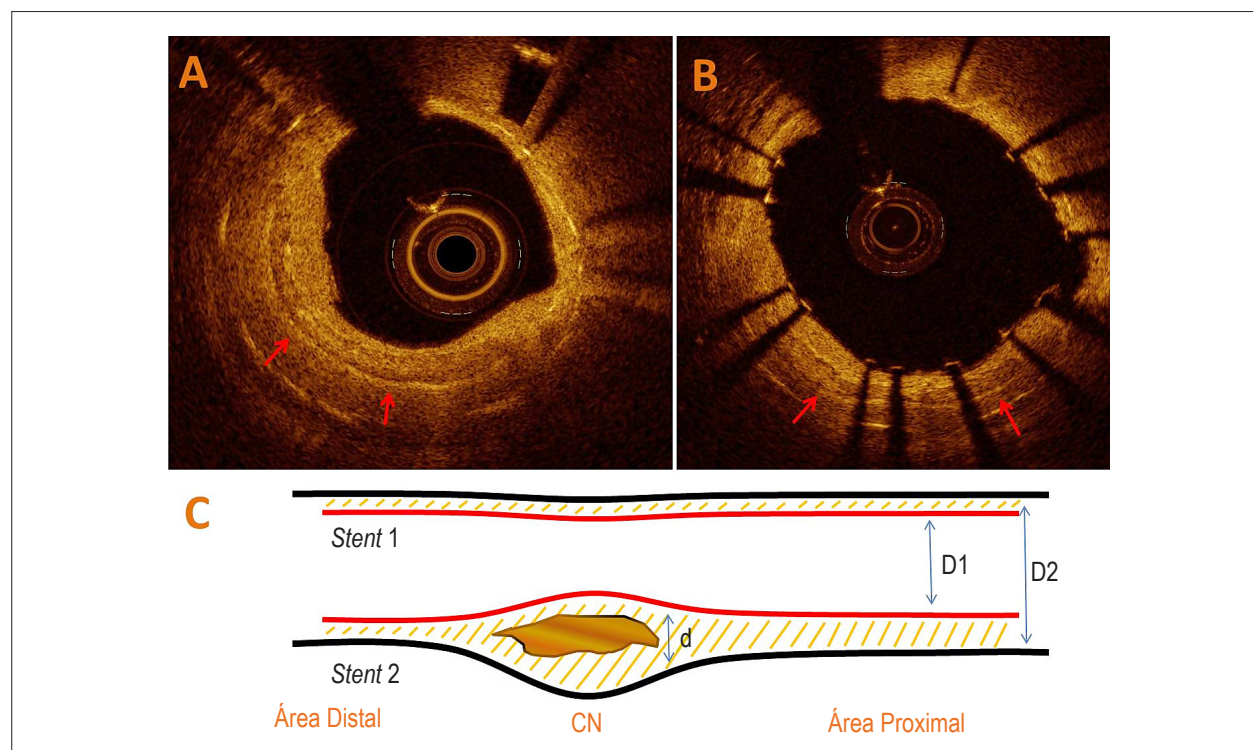 A
B
C
Stent 1
D1
D2
d
Stent 2
Área Distal
CN
Área Proximal